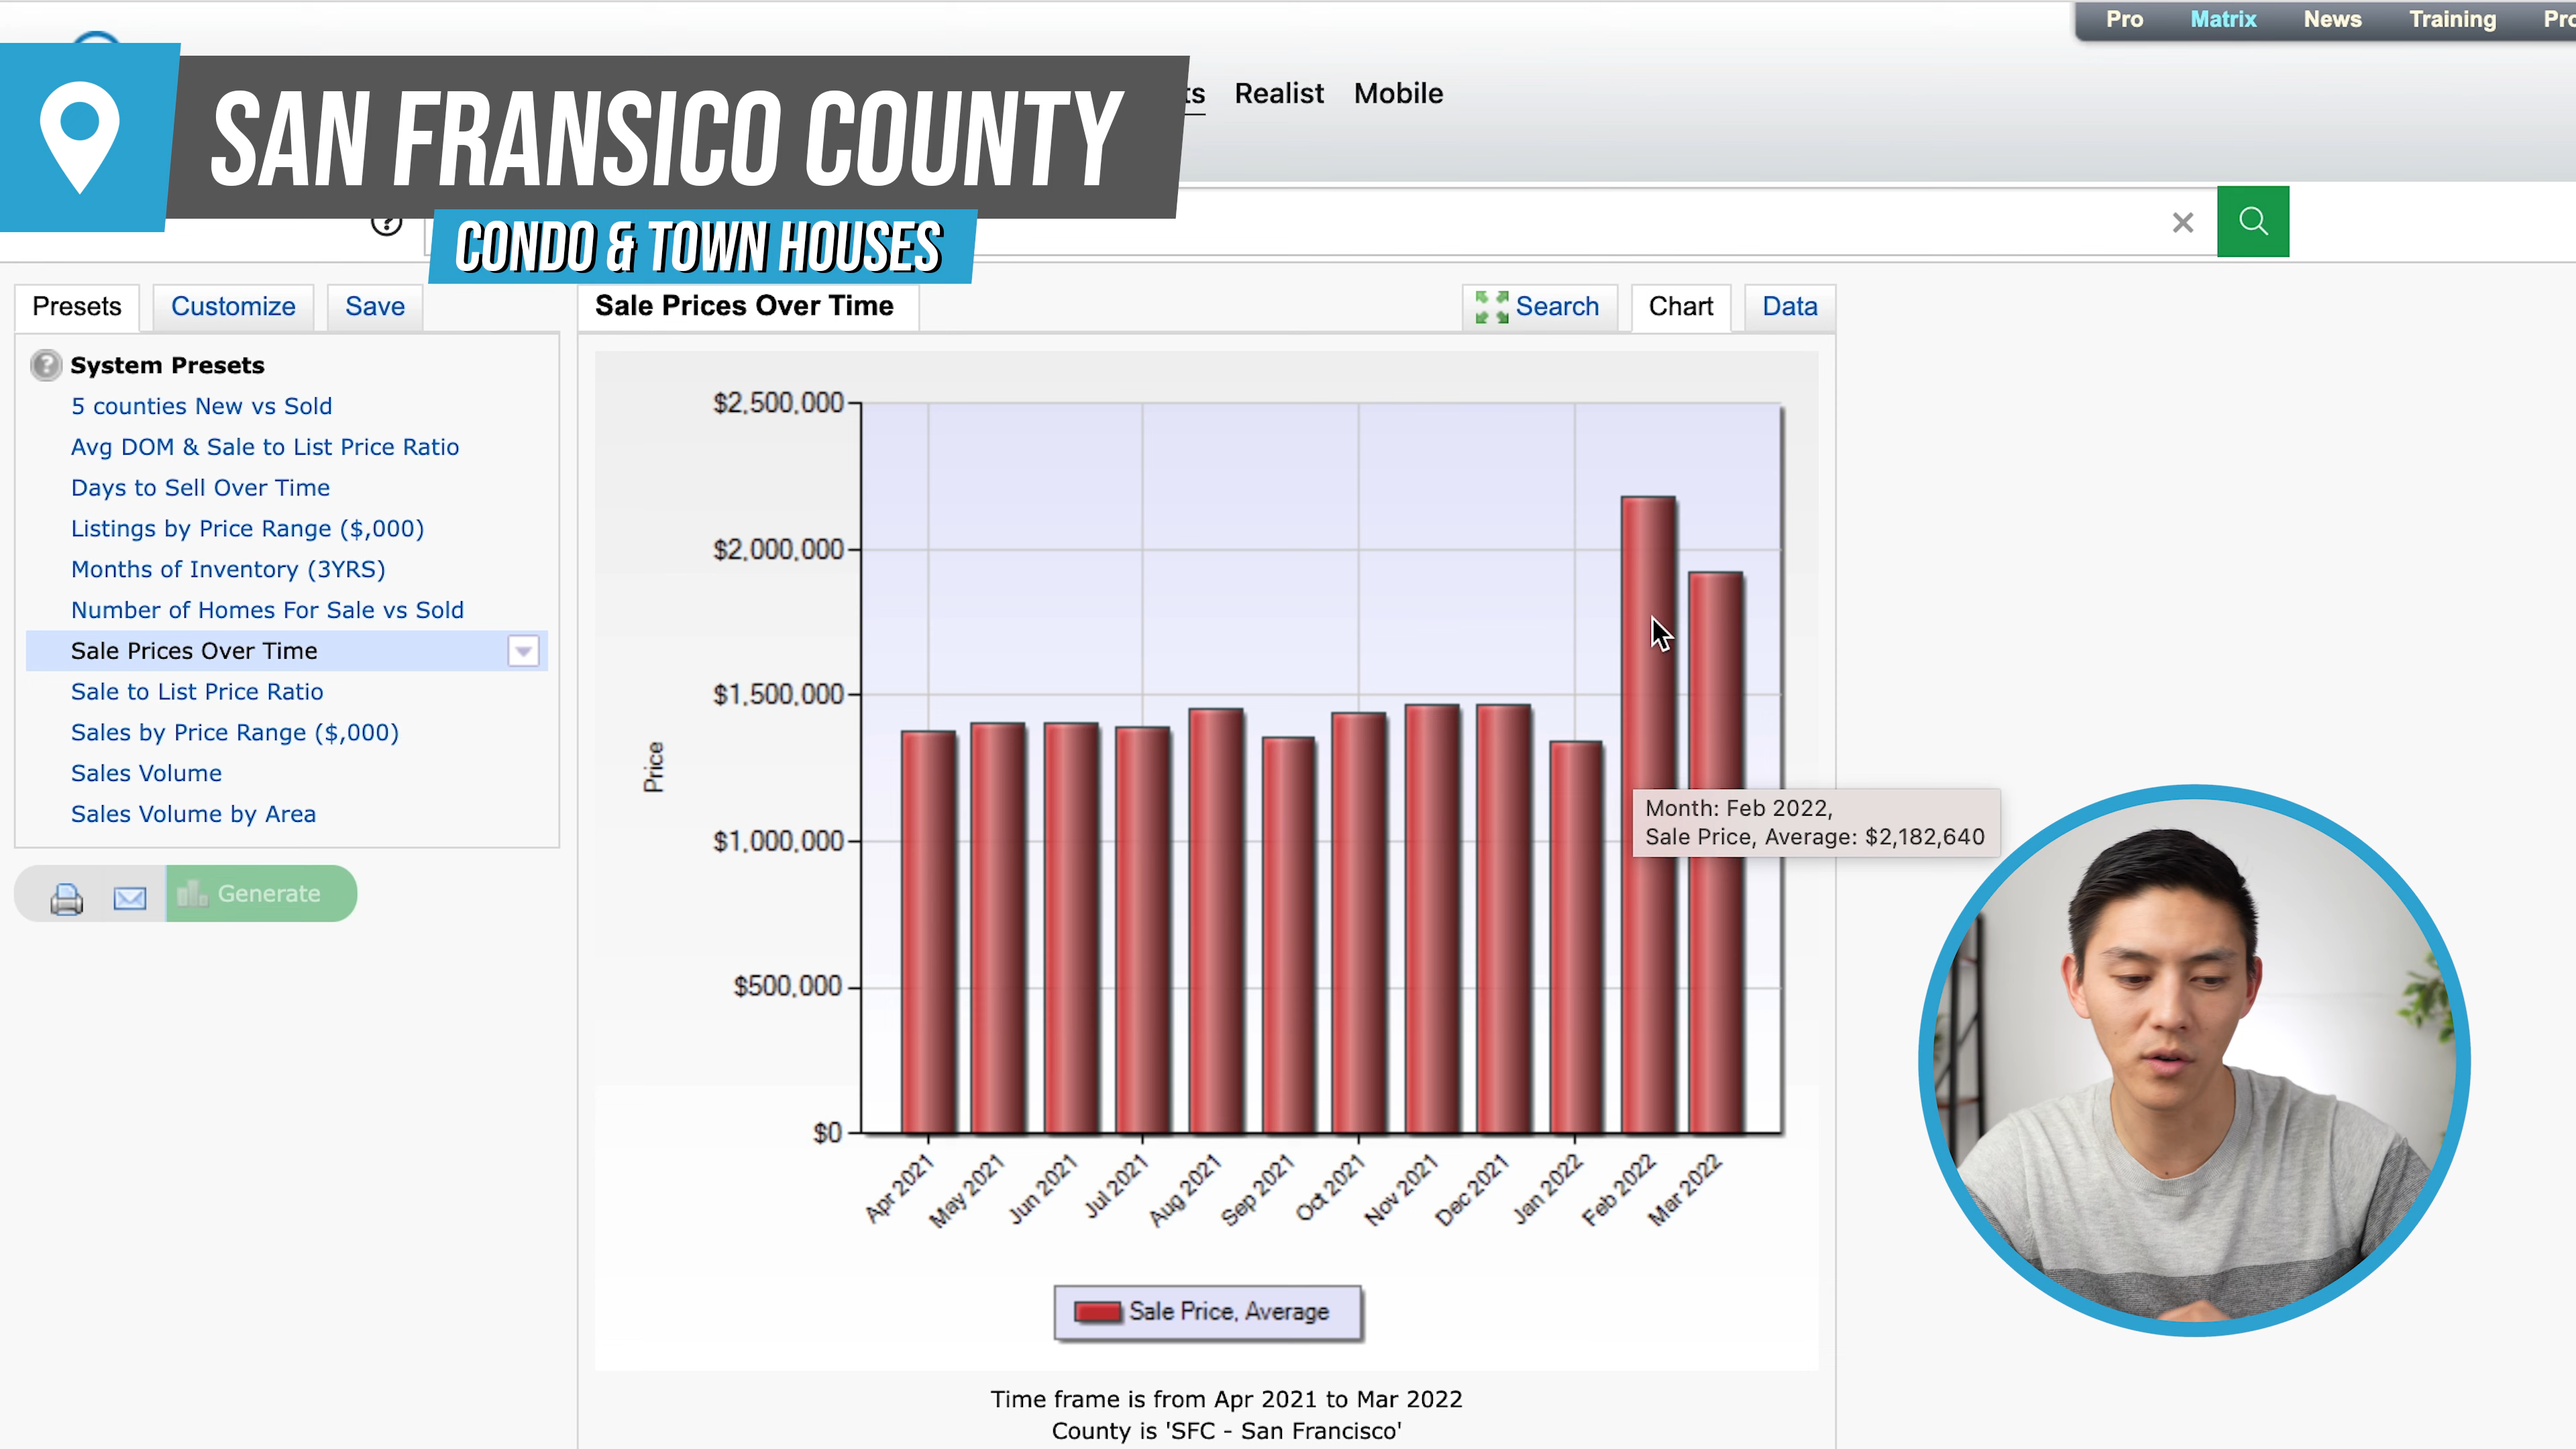 Pro Matrix News Training
SAN FRANSICO COUNTY
Realist Mobile
CONDO & TOWN HOUSES
Presets Customize Save
Sale Prices Over Time
Search Chart Data
System Presets
5 counties New vs Sold
Avg DOM & Sale to List Price Ratio
Days to Sell Over Time
Listings by Price Range ($,000)
Months of Inventory (3YRS)
Number of Homes For Sale vs Sold
Sale Prices Over Time
Sale to List Price Ratio
Sales by Price Range ($,000)
Sales Volume
Sales Volume by Area
Generate
$2,500,000
$2,000,000
$1,500,000
$1,000,000
$500,000
$0
Price
Month: Feb 2022,
Sale Price, Average: $2,182,640
Apr 2021
May 2021
Jun 2021
Jul 2021
Aug 2021
Sep 2021
Oct 2021
Nov 2021
Dec 2021
Jan 2022
Feb 2022
Mar 2022
Sale Price, Average
Time frame is from Apr 2021 to Mar 2022
County is 'SFC - San Francisco'